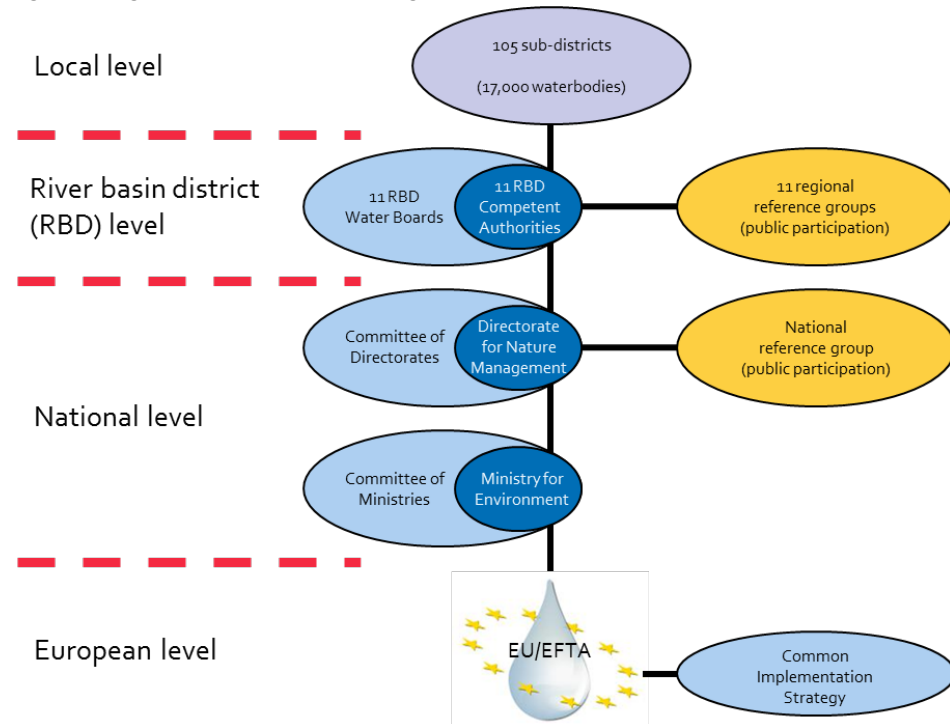 Local level
105 sub-districts
(17,000 waterbodies)
River basin district
(RBD) level
11 RBD
Water Boards
11 RBD
Competent
Authorities
11 regional
reference groups
(public participation)
National level
Committee of
Directorates
Directorate
for Nature
Management
National
reference group
(public participation)
Committee of
Ministries
Ministry for
Environment
European level
EU/EFTA
Common
Implementation
Strategy